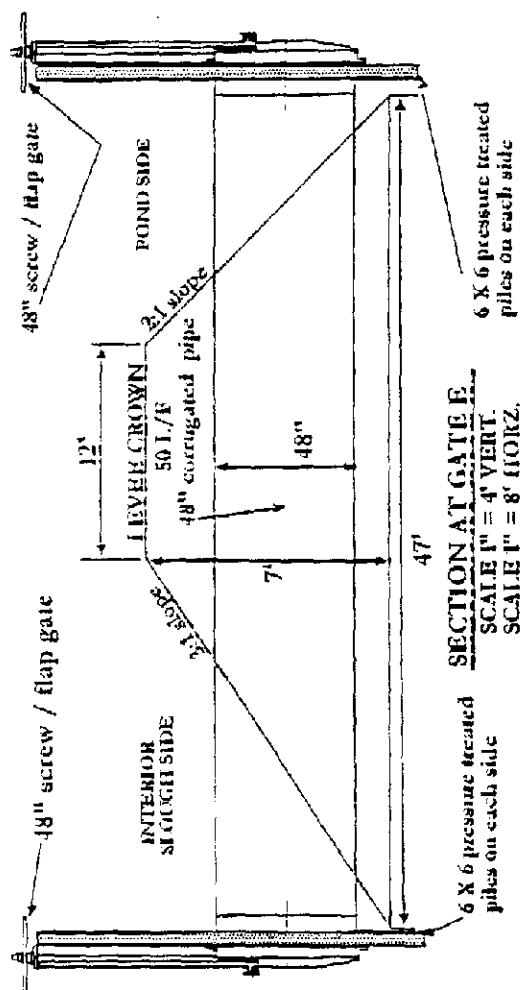 48" screw / flap gate
48" screw / flap gate
12'
INTERIOR
SLOUGH SIDE
3:1 slope
LEVEE CROWN
50 L/F
48" corrugated pipe
2:1 slope
POND SIDE
7'
48"
47'
6 X 6 pressure treated
piles on each side
SECTION AT GATE E
SCALE 1" = 4' VERT.
SCALE 1" = 8' HORZ.
6 X 6 pressure treated
piles on each side